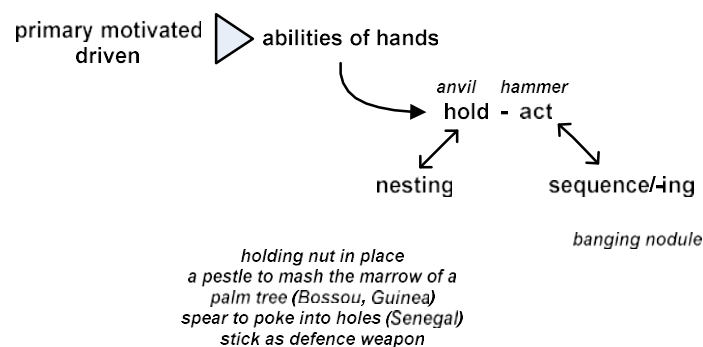 primary motivated
driven
abilities of hands
anvil hammer
hold - act
nesting
sequence/-ing
banging nodule
holding nut in place
a pestle to mash the marrow of a
palm tree (Bossou, Guinea)
spear to poke into holes (Senegal)
stick as defence weapon